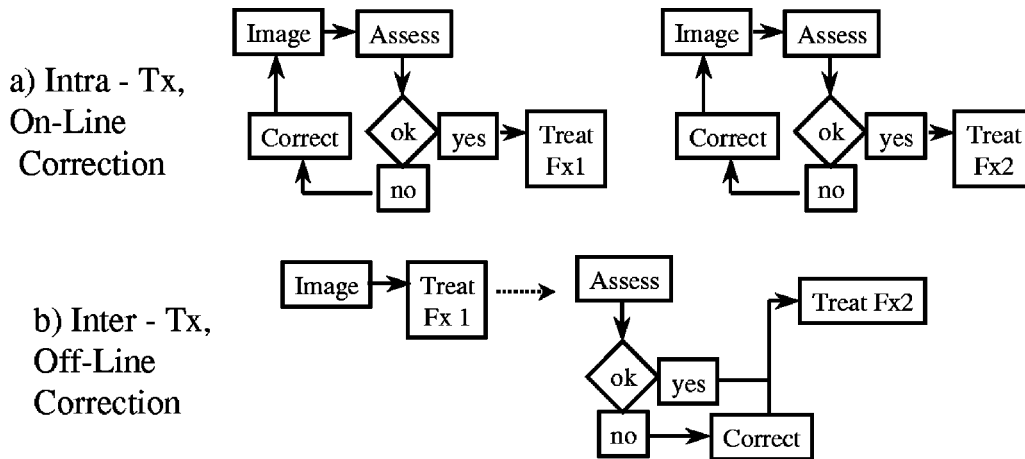 a) Intra - Tx,
On-Line
Correction
Image
Assess
ok
yes
Treat
Fx1
no
Correct
Image
Assess
ok
yes
Treat
Fx2
no
Correct
b) Inter - Tx,
Off-Line
Correction
Image
Treat
Fx 1
Assess
ok
yes
no
Correct
Treat Fx2